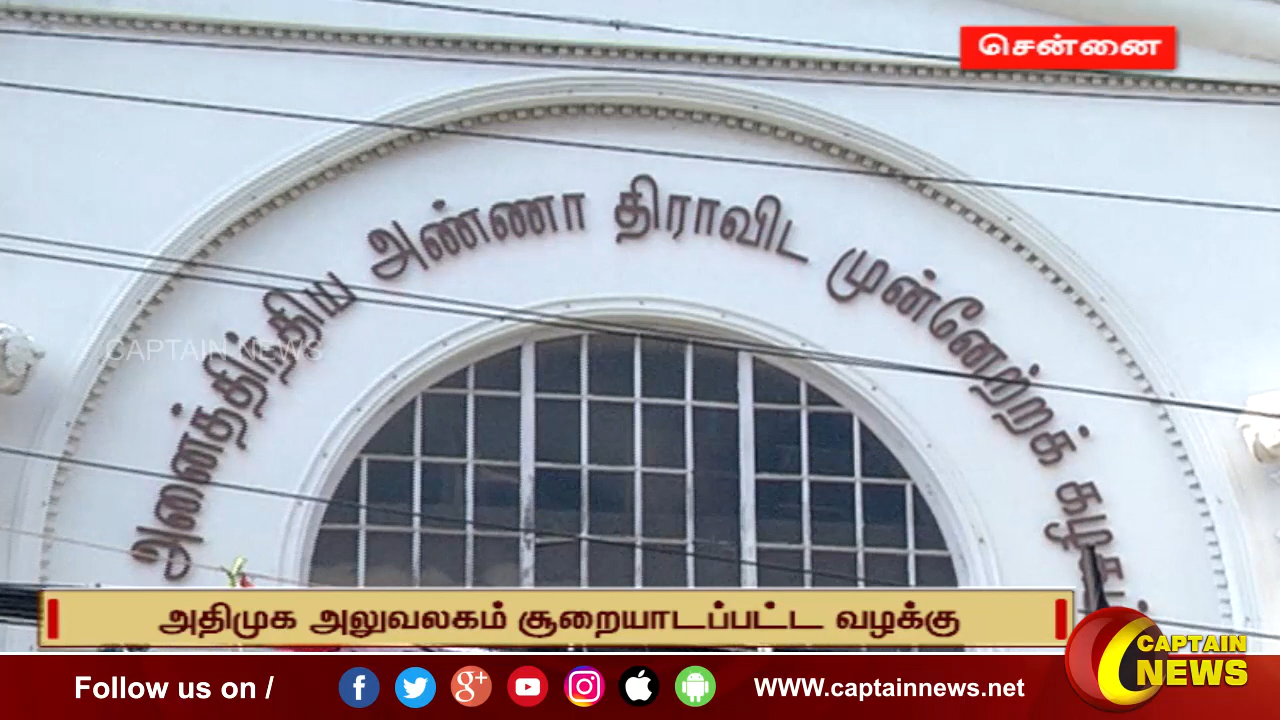 சென்னை
அனைத்திந்திய அண்ணா திராவிட முன்னேற்றக் கழகம்
CAPTAIN NEWS
அதிமுக அலுவலகம் சூறையாடப்பட்ட வழக்கு
Follow us on / WWW.captainnews.net
CAPTAIN
NEWS